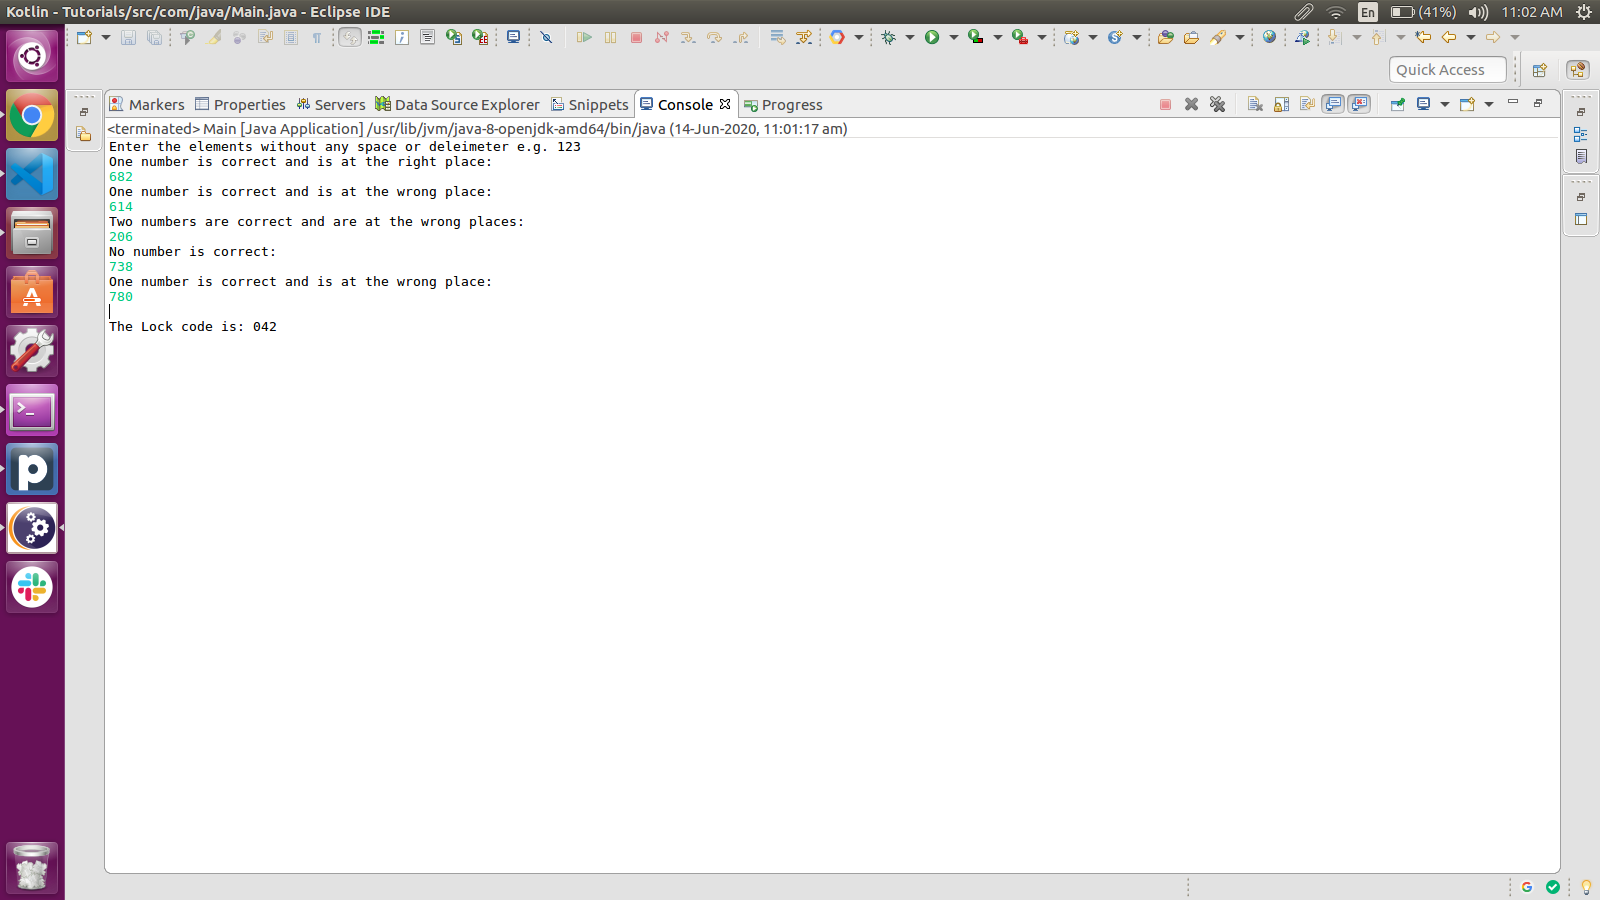 Kotlin - Tutorials/src/com/java/Main.java - Eclipse IDE
En
(41%)
11:02 AM
Quick Access
Markers
Properties
Servers
Data Source Explorer
Snippets
Console
Progress
<terminated> Main [Java Application] /usr/lib/jvm/java-8-openjdk-amd64/bin/java (14-Jun-2020, 11:01:17 am)
Enter the elements without any space or deleimeter e.g. 123
One number is correct and is at the right place:
682
One number is correct and is at the wrong place:
614
Two numbers are correct and are at the wrong places:
206
No number is correct:
738
One number is correct and is at the wrong place:
780
The Lock code is: 042